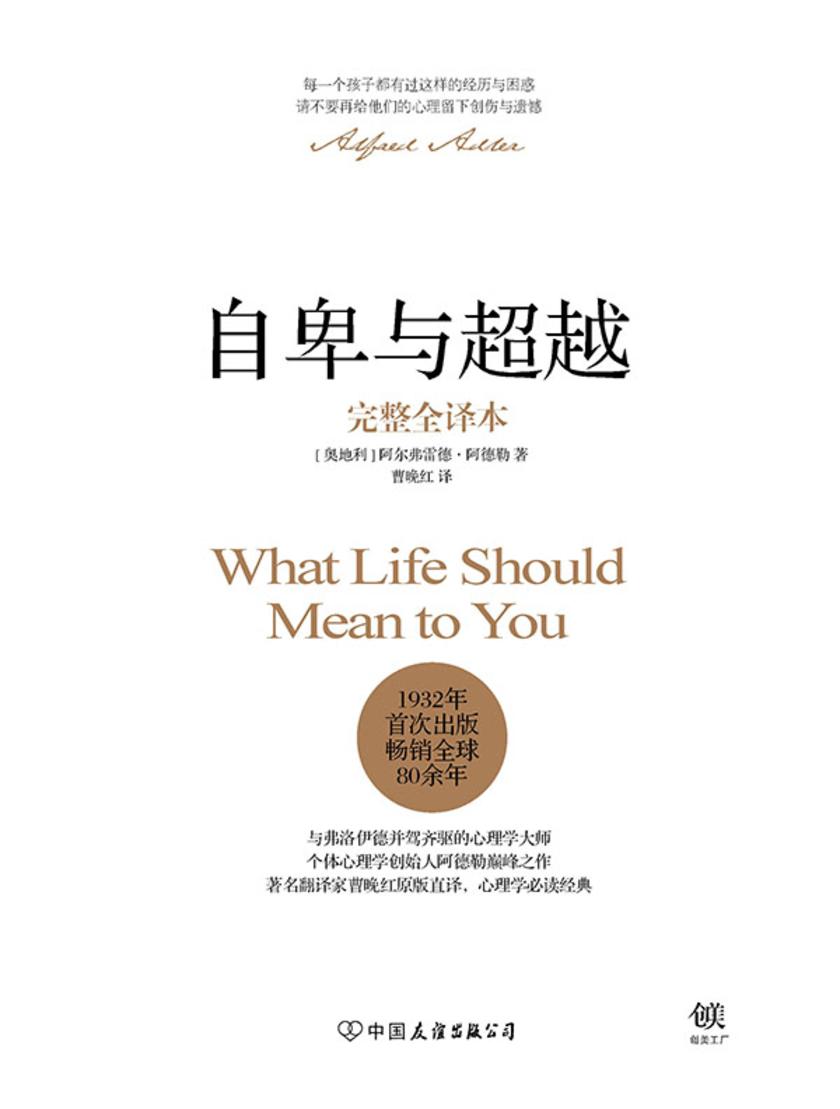 每一个孩子都有过这样的经历与困惑
请不要再给他们的心理留下创伤与遗憾
Alfred Adler
自卑与超越
完整全译本
[ 奥地利 ] 阿尔弗雷德·阿德勒 著
曹晚红 译
What Life Should
Mean to You
1932年
首次出版
畅销全球
80余年
与弗洛伊德并驾齐驱的心理学大师
个体心理学创始人阿德勒巅峰之作
著名翻译家曹晚红原版直译，心理学必读经典
中国友谊出版公司
创美
创美工厂